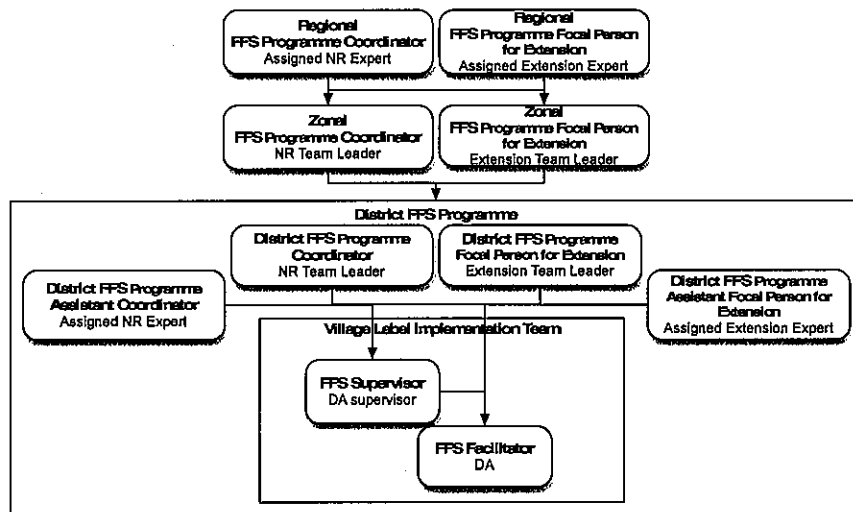 Regional
FFS Programme Coordinator
Assigned NR Expert
Regional
FFS Programme Focal Person
for Extension
Assigned Extension Expert
Zonal
FFS Programme Coordinator
NR Team Leader
Zonal
FFS Programme Focal Person
for Extension
Extension Team Leader
District FFS Programme
District FFS Programme
Coordinator
NR Team Leader
District FFS Programme
Focal Person for Extension
Extension Team Leader
District FFS Programme
Assistant Coordinator
Assigned NR Expert
District FFS Programme
Assistant Focal Person for
Extension
Assigned Extension Expert
Village Label Implementation Team
FFS Supervisor
DA supervisor
FFS Facilitator
DA